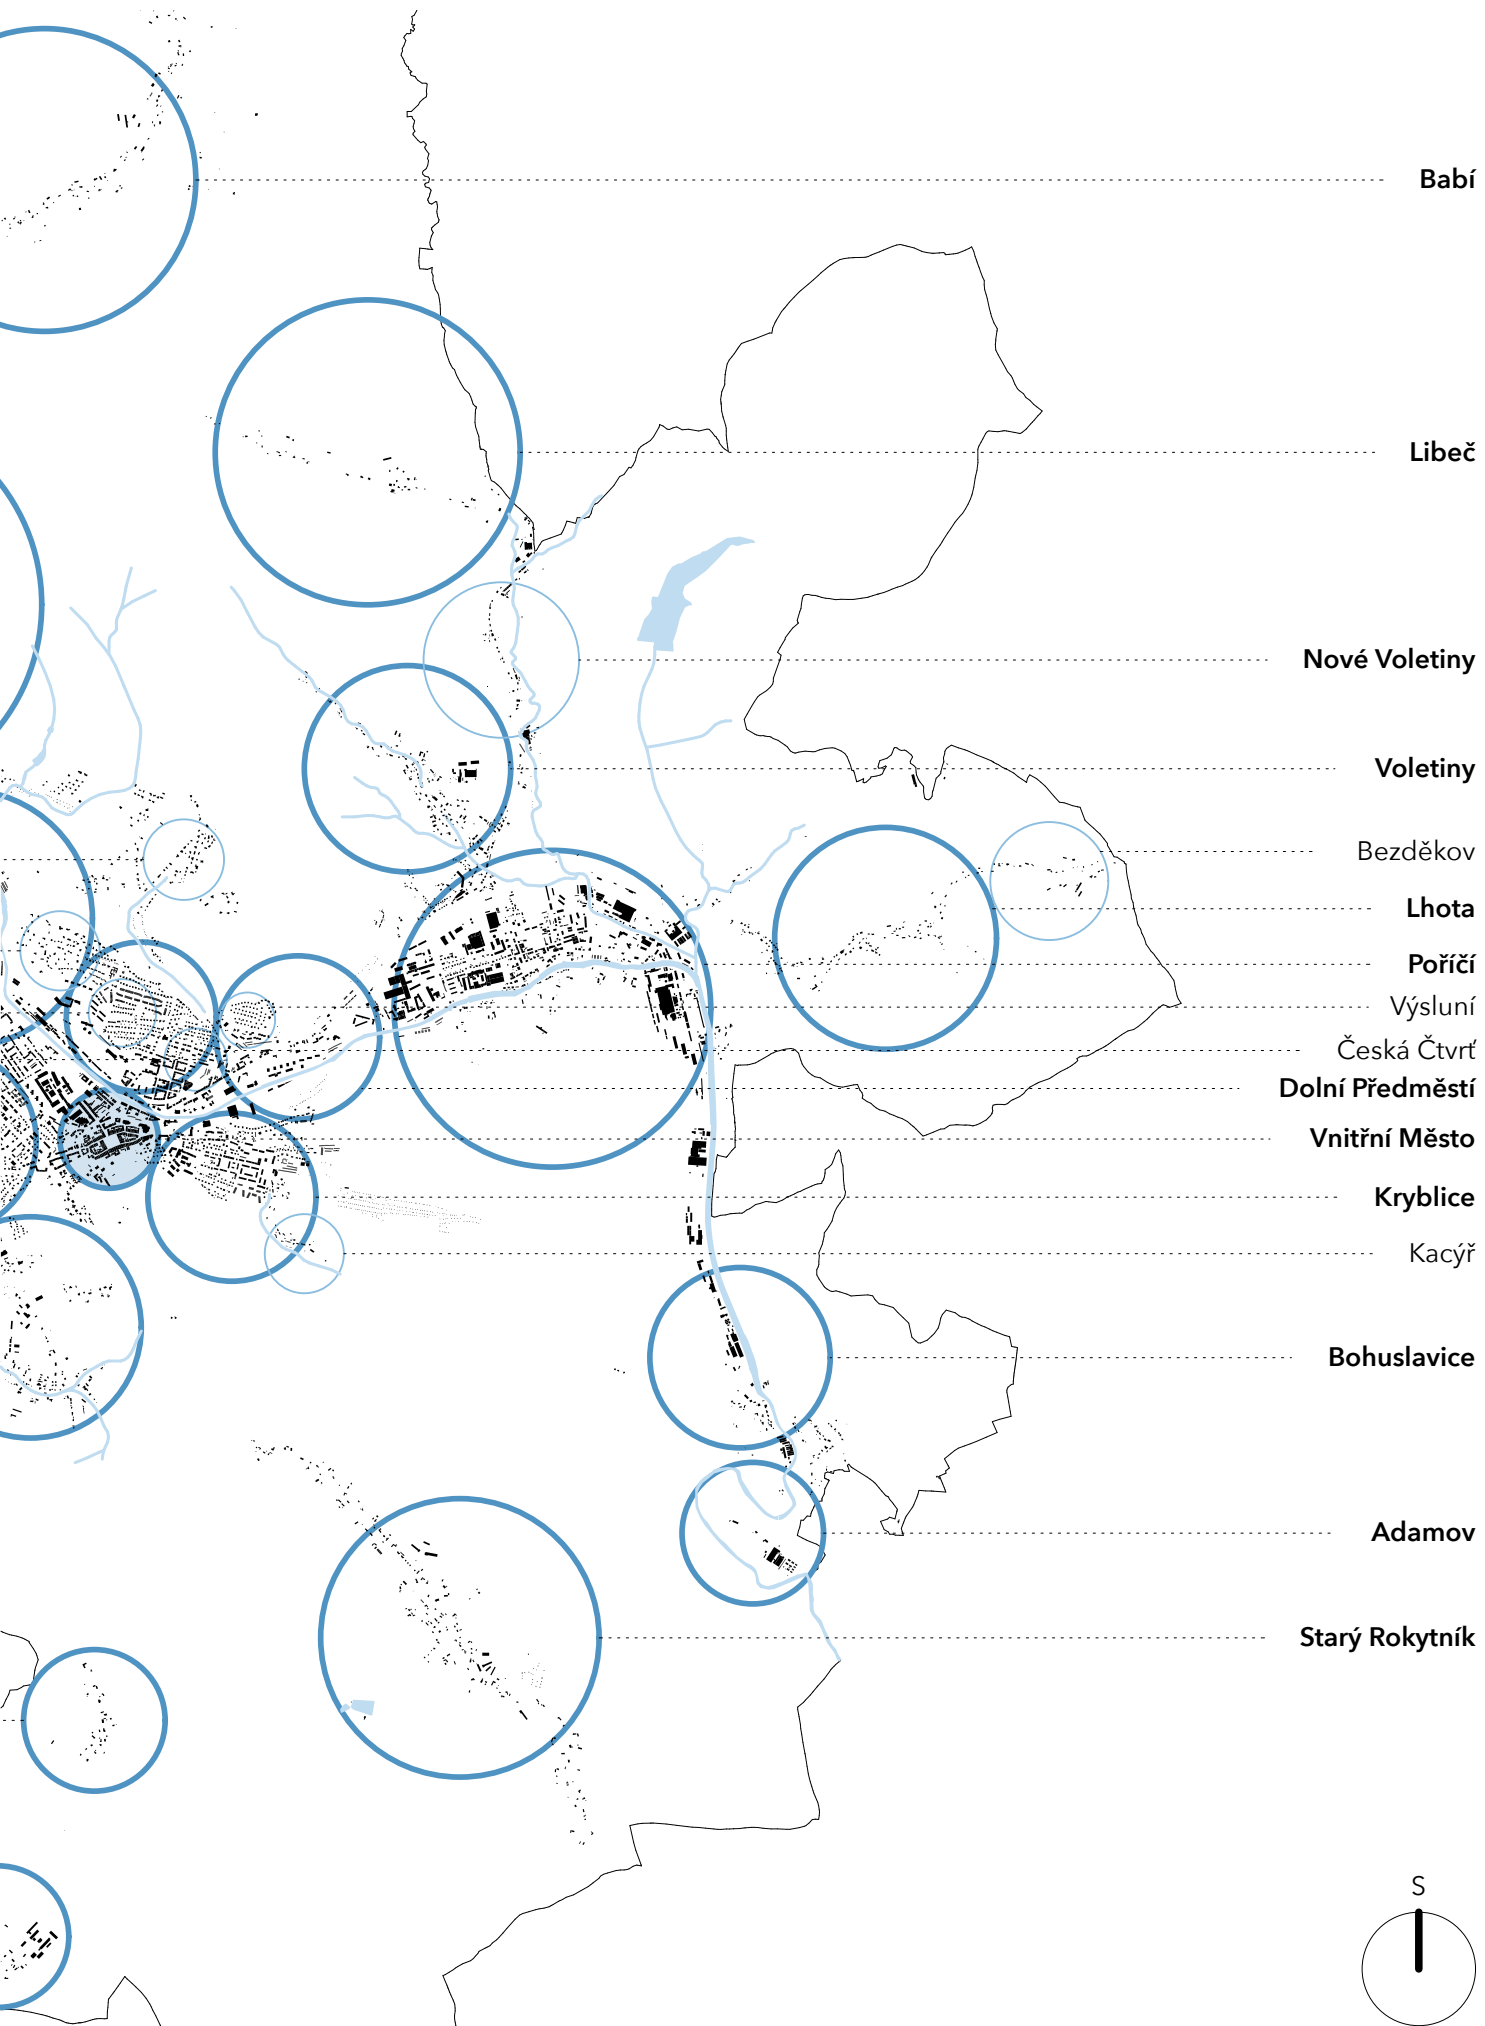 Babí
Libeč
Nové Voletiny
Voletiny
Bezděkov
Lhota
Poříčí
Výsluní
Česká Čtvrť
Dolní Předměstí
Vnitřní Město
Kryblice
Kacýř
Bohuslavice
Adamov
Starý Rokytník
S